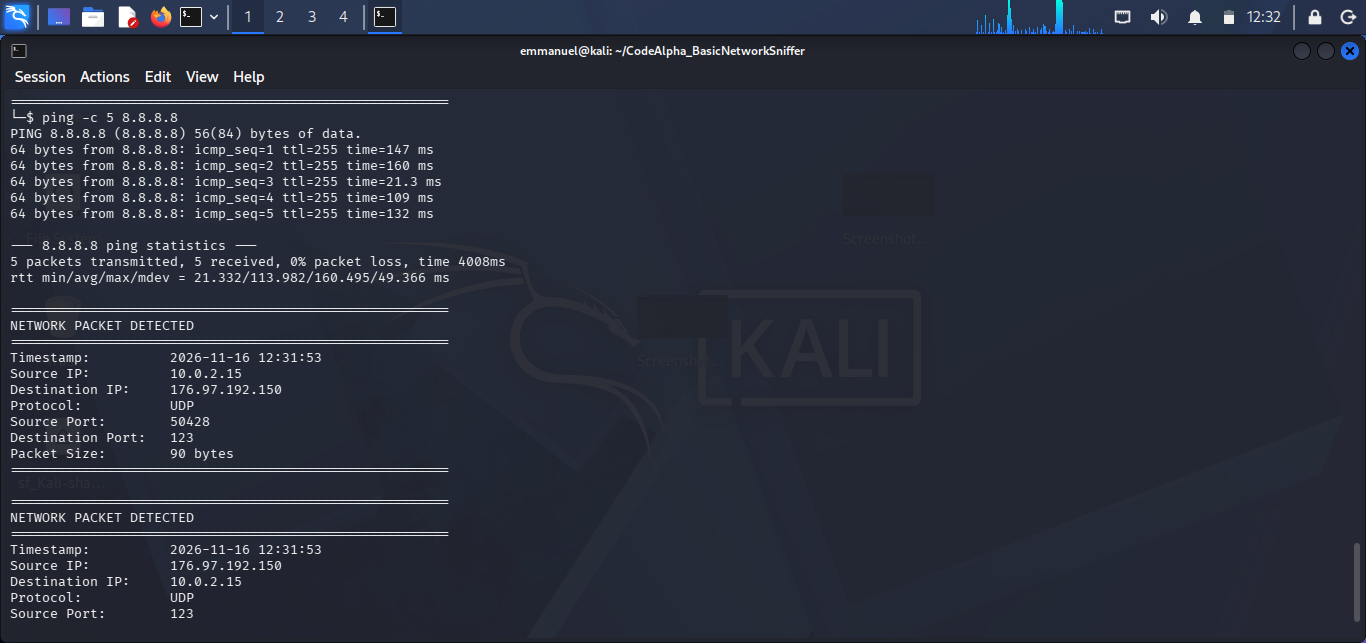 1 2 3 4 12:32
emmanuel@kali: ~/CodeAlpha_BasicNetworkSniffer
Session Actions Edit View Help
└─$ ping -c 5 8.8.8.8
PING 8.8.8.8 (8.8.8.8) 56(84) bytes of data.
64 bytes from 8.8.8.8: icmp_seq=1 ttl=255 time=147 ms
64 bytes from 8.8.8.8: icmp_seq=2 ttl=255 time=160 ms
64 bytes from 8.8.8.8: icmp_seq=3 ttl=255 time=21.3 ms
64 bytes from 8.8.8.8: icmp_seq=4 ttl=255 time=109 ms
64 bytes from 8.8.8.8: icmp_seq=5 ttl=255 time=132 ms
Screenshot...
--- 8.8.8.8 ping statistics ---
5 packets transmitted, 5 received, 0% packet loss, time 4008ms
rtt min/avg/max/mdev = 21.332/113.982/160.495/49.366 ms
============================================================
NETWORK PACKET DETECTED
============================================================
KALI
Screenshot...
Timestamp: 2026-11-16 12:31:53
Source IP: 10.0.2.15
Destination IP: 176.97.192.150
Protocol: UDP
Source Port: 50428
Destination Port: 123
Packet Size: 90 bytes
============================================================
sf_Kali-sha...
============================================================
NETWORK PACKET DETECTED
============================================================
Timestamp: 2026-11-16 12:31:53
Source IP: 176.97.192.150
Destination IP: 10.0.2.15
Protocol: UDP
Source Port: 123